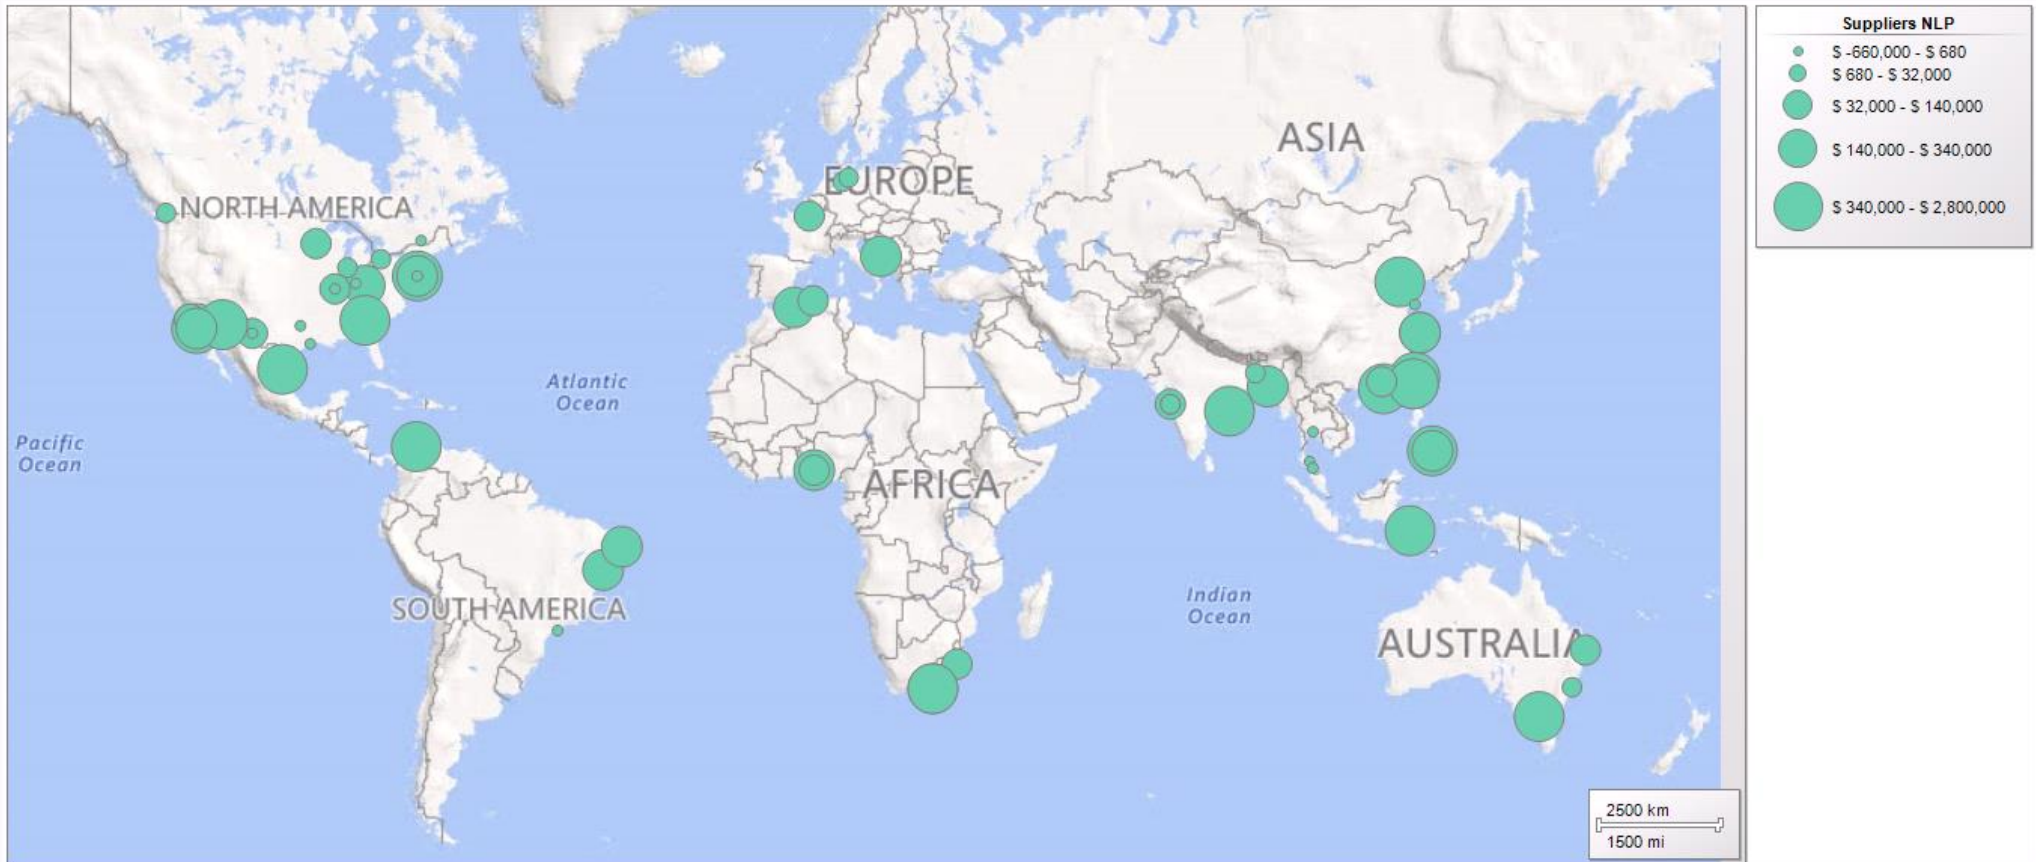 Suppliers NLP
$ -660,000 - $ 680
$ 680 - $ 32,000
$ 32,000 - $ 140,000
$ 140,000 - $ 340,000
$ 340,000 - $ 2,800,000
ASIA
EUROPE
NORTH AMERICA
Atlantic
Ocean
Pacific
Ocean
AFRICA
Indian
Ocean
SOUTH AMERICA
AUSTRALIA
2500 km
1500 mi